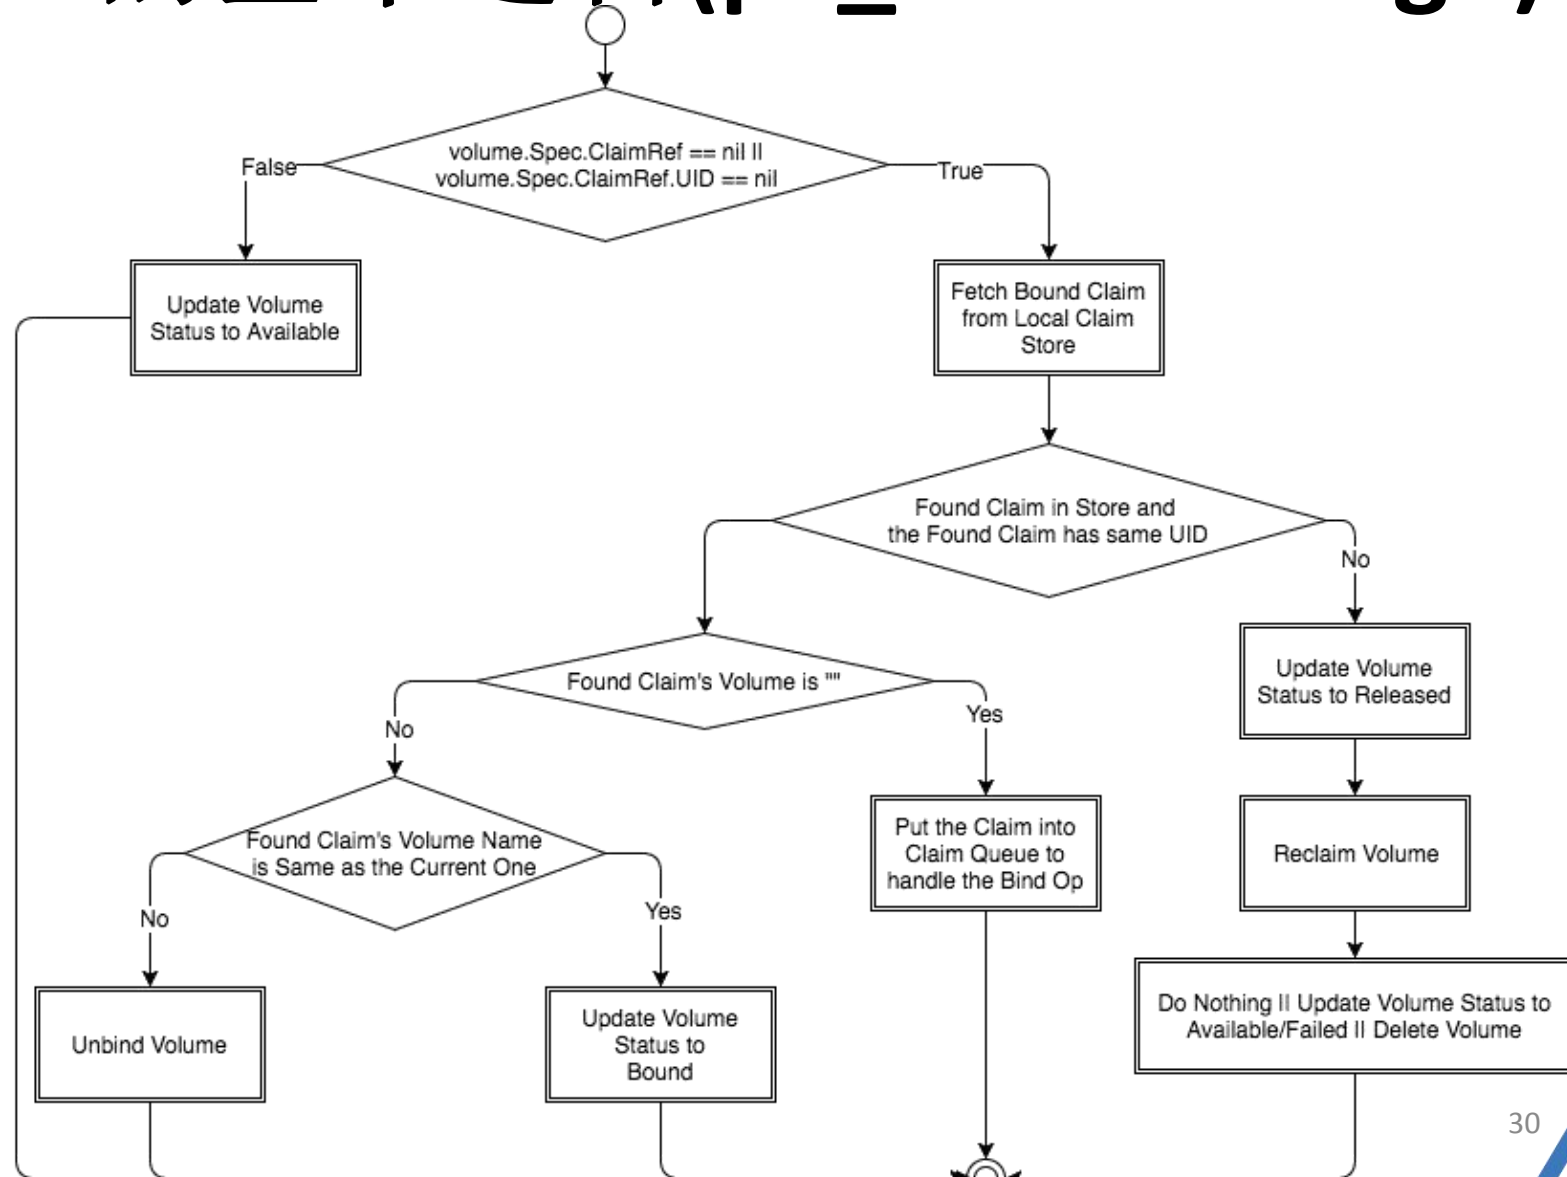 volume.Spec.ClaimRef == nil ||
volume.Spec.ClaimRef.UID == nil
False
True
Update Volume
Status to Available
Fetch Bound Claim
from Local Claim
Store
Found Claim in Store and
the Found Claim has same UID
No
Found Claim's Volume is ""
Update Volume
Status to Released
No
Yes
Found Claim's Volume Name
is Same as the Current One
Put the Claim into
Claim Queue to
handle the Bind Op
Reclaim Volume
No
Yes
Unbind Volume
Update Volume
Status to
Bound
Do Nothing || Update Volume Status to
Available/Failed || Delete Volume
30